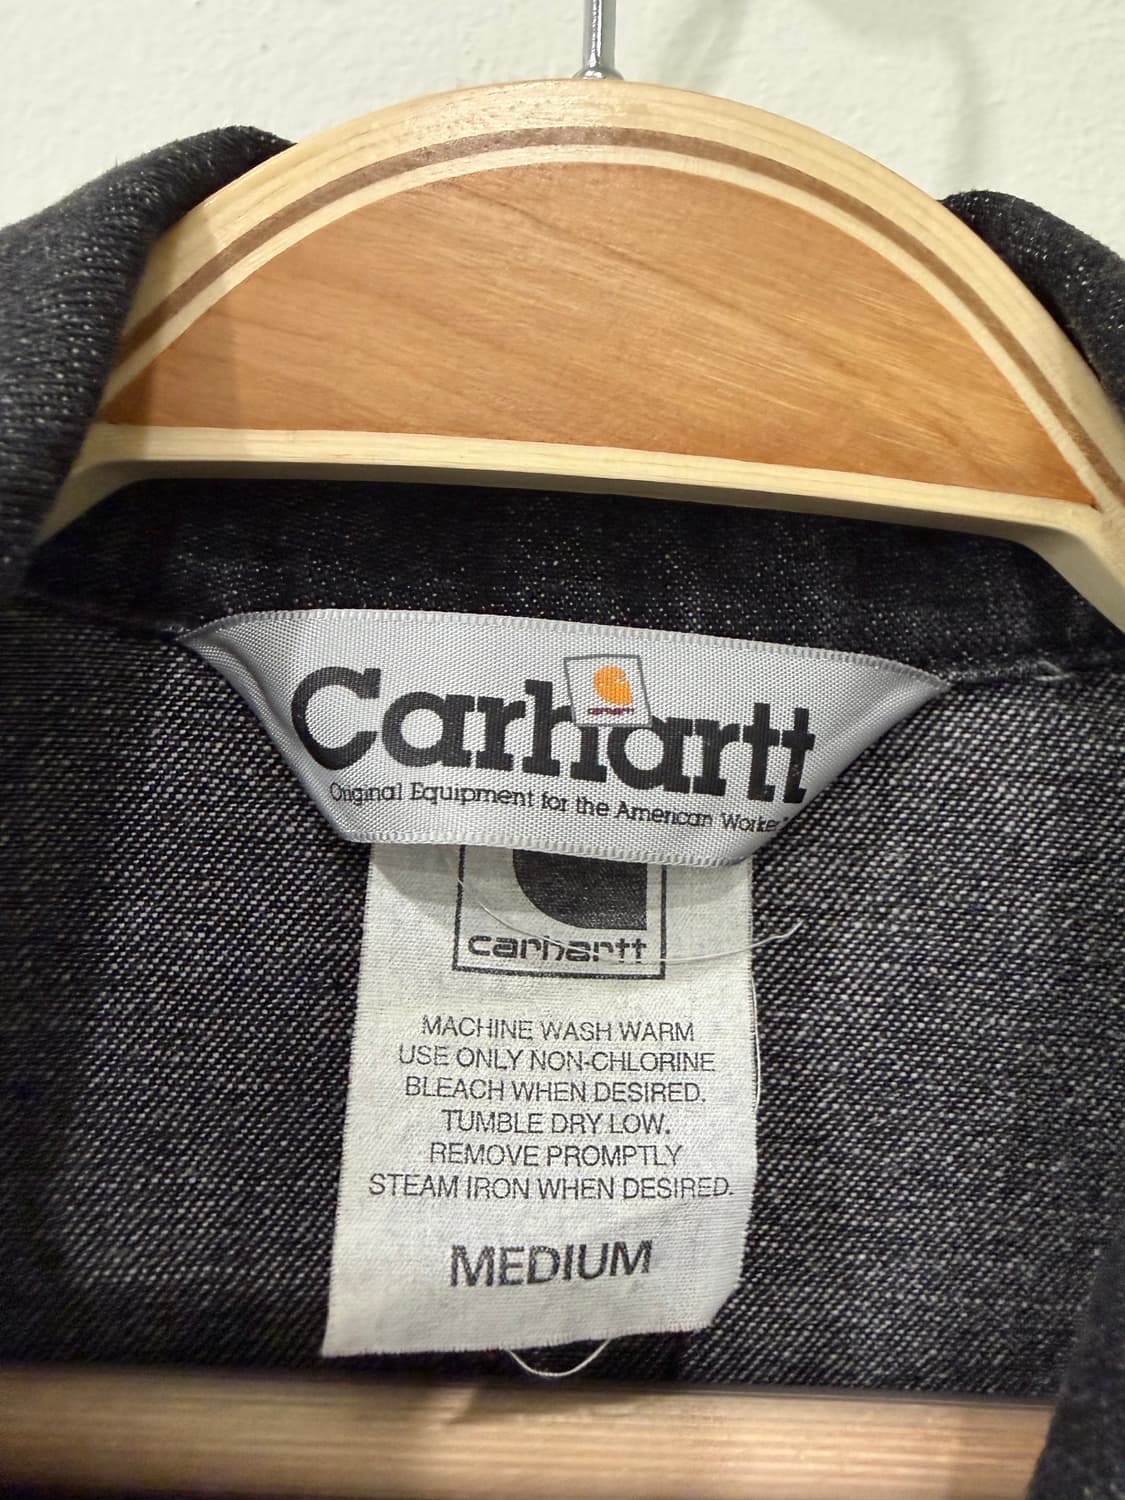 Carhartt
carhartt
Original Equipment for the American Worker
carhartt
MACHINE WASH WARM
USE ONLY NON-CHLORINE
BLEACH WHEN DESIRED.
TUMBLE DRY LOW.
REMOVE PROMPTLY
STEAM IRON WHEN DESIRED.
MEDIUM